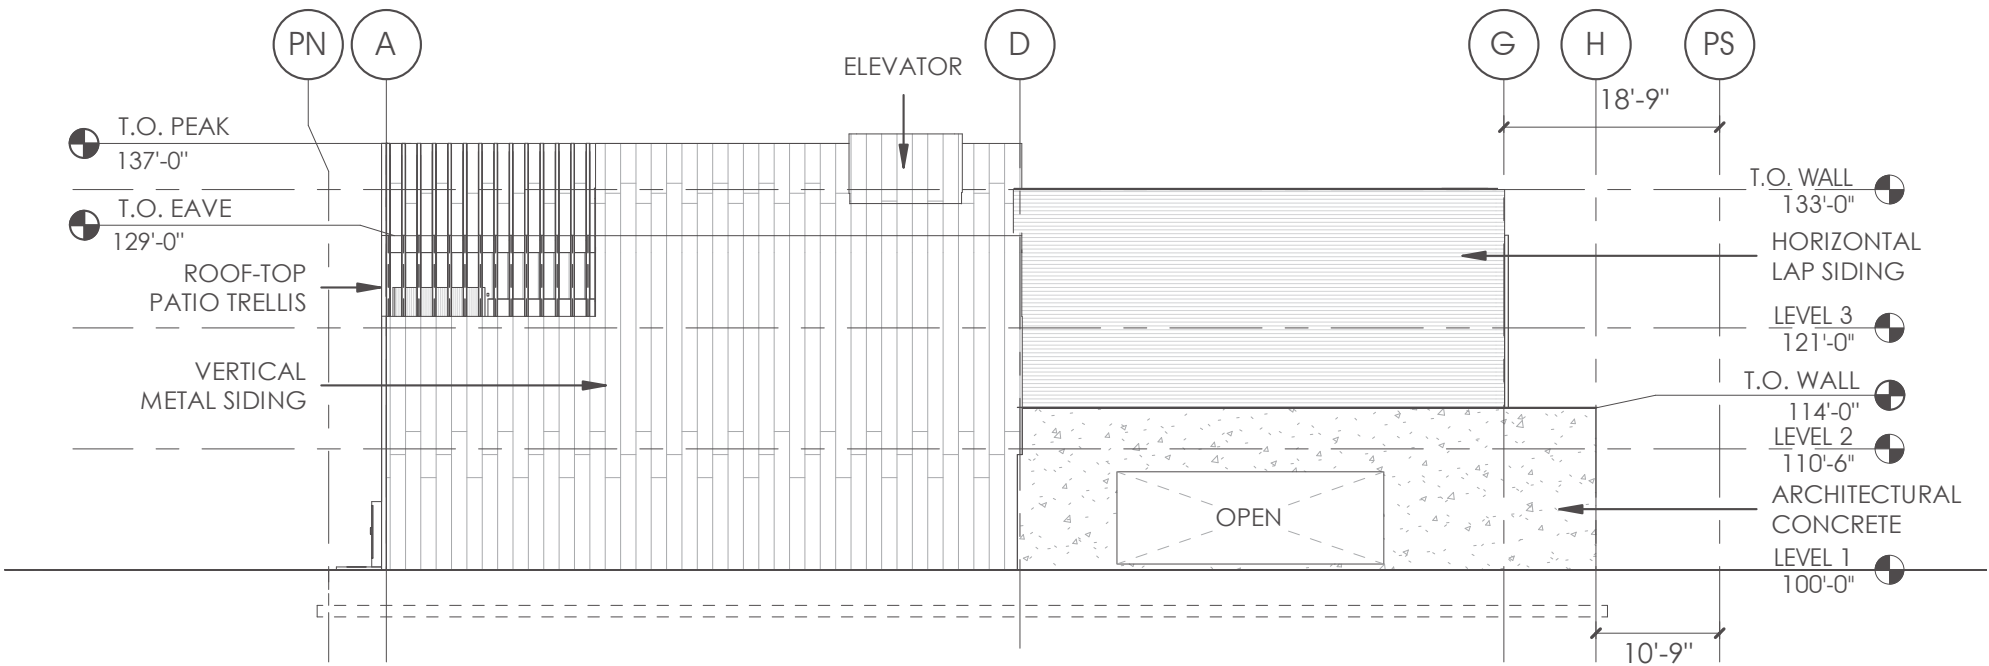 PN
A
D
G
H
PS
ELEVATOR
18'-9"
T.O. PEAK
137'-0"
T.O. EAVE
129'-0"
ROOF-TOP
PATIO TRELLIS
VERTICAL
METAL SIDING
T.O. WALL
133'-0"
HORIZONTAL
LAP SIDING
LEVEL 3
121'-0"
T.O. WALL
114'-0"
LEVEL 2
110'-6"
ARCHITECTURAL
CONCRETE
OPEN
LEVEL 1
100'-0"
10'-9"